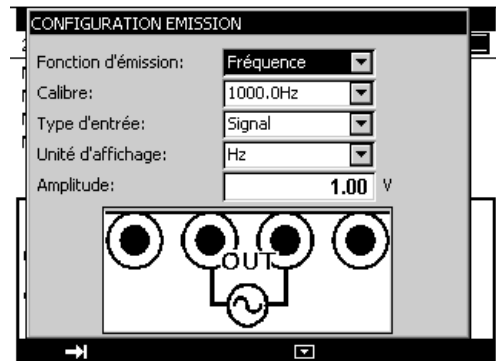 CONFIGURATION EMISSION
Fonction d'émission: Fréquence
Calibre: 1000.0Hz
Type d'entrée: Signal
Unité d'affichage: Hz
Amplitude: 1.00 V
OUT